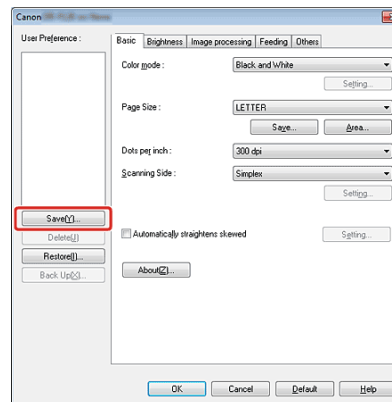 Canon
User Preference :
Basic Brightness Image processing Feeding Others
Color mode : Black and White
Setting...
Page Size : LETTER
Save... Area...
Dots per inch : 300 dpi
Scanning Side : Simplex
Setting...
Save(Y)...
Delete(J) Automatically straightens skewed Setting...
Restore(I)...
About(Z)...
Back Up(X)...
OK Cancel Default Help